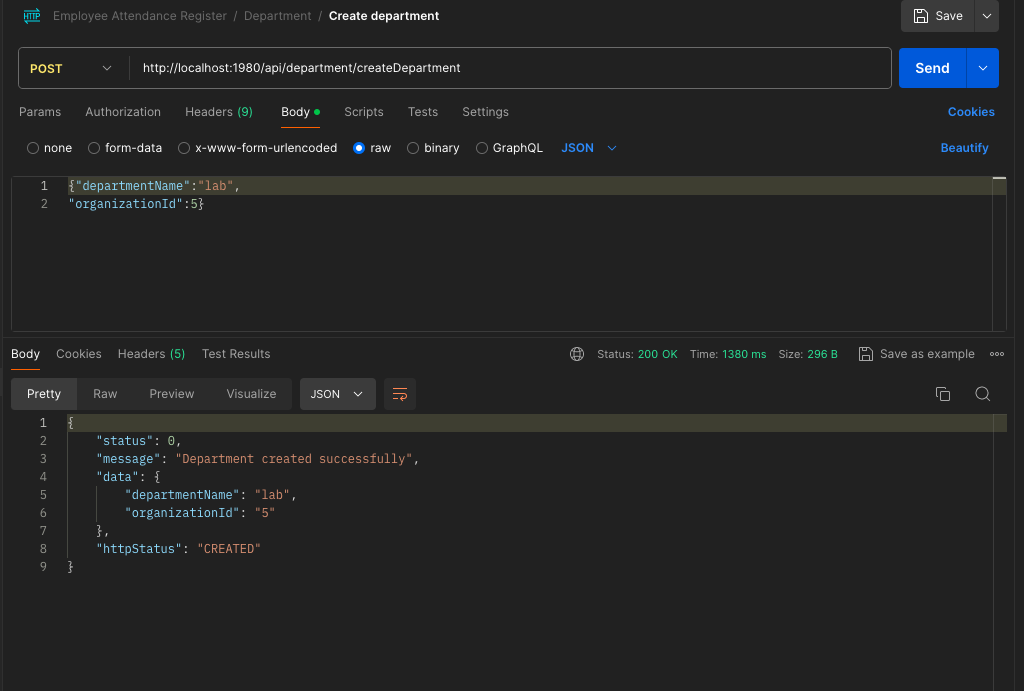 HTTP Employee Attendance Register / Department / Create department Save
POST http://localhost:1980/api/department/createDepartment Send
Params Authorization Headers (9) Body Scripts Tests Settings Cookies
none form-data x-www-form-urlencoded raw binary GraphQL JSON Beautify
1 {"departmentName":"lab",
2 "organizationId":5}
Body Cookies Headers (5) Test Results Status: 200 OK Time: 1380 ms Size: 296 B Save as example
Pretty Raw Preview Visualize JSON
1 {
2 "status": 0,
3 "message": "Department created successfully",
4 "data": {
5 "departmentName": "lab",
6 "organizationId": "5"
7 },
8 "httpStatus": "CREATED"
9 }